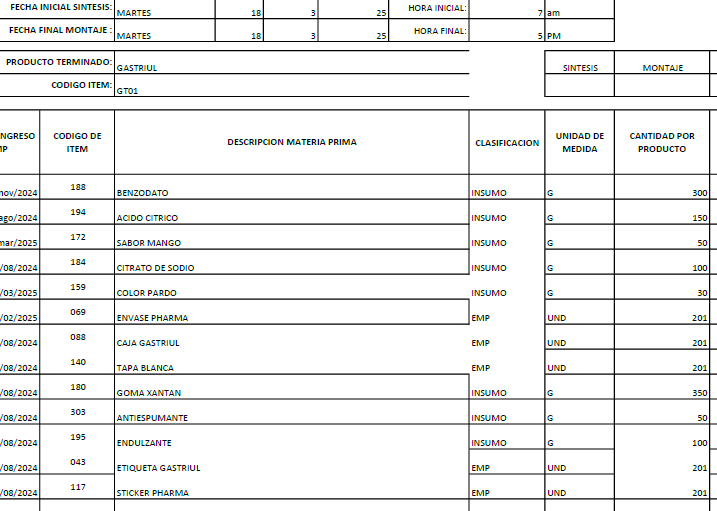 FECHA INICIAL SINTESIS: MARTES 18 3 25 HORA INICIAL: 7 am
FECHA FINAL MONTAJE : MARTES 18 3 25 HORA FINAL: 5 PM
PRODUCTO TERMINADO: GASTRIUL SINTESIS MONTAJE
CODIGO ITEM: GT01
NGRESO CODIGO DE DESCRIPCION MATERIA PRIMA CLASIFICACION UNIDAD DE CANTIDAD POR
MP ITEM MEDIDA PRODUCTO
nov/2024 188 BENZODATO INSUMO G 300
ago/2024 194 ACIDO CITRICO INSUMO G 150
mar/2025 172 SABOR MANGO INSUMO G 50
/08/2024 184 CITRATO DE SODIO INSUMO G 100
/03/2025 159 COLOR PARDO INSUMO G 30
/02/2025 069 ENVASE PHARMA EMP UND 201
/08/2024 088 CAJA GASTRIUL EMP UND 201
/08/2024 140 TAPA BLANCA EMP UND 201
/08/2024 180 GOMA XANTAN INSUMO G 350
/08/2024 303 ANTIESPUMANTE INSUMO G 50
/08/2024 195 ENDULZANTE INSUMO G 100
/08/2024 043 ETIQUETA GASTRIUL EMP UND 201
/08/2024 117 STICKER PHARMA EMP UND 201